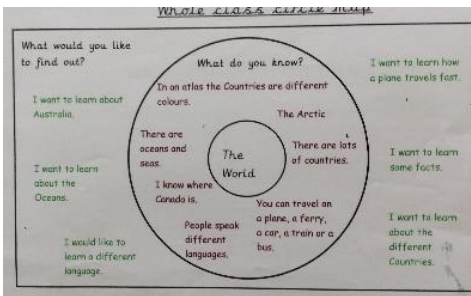 Whole class circle map
What would you like
to find out?
I want to learn about
Australia.
I want to learn
about the
Oceans.
I would like to
learn a different
language.
What do you know?
In an atlas the Countries are different
colours.
The Arctic
There are
oceans and
seas.
There are lots
of countries.
The
World
I know where
Canada is.
People speak
different
languages.
You can travel on
a plane, a ferry,
a car, a train or a
bus.
I want to learn how
a plane travels fast.
I want to learn
some facts.
I want to learn
about the
different
Countries.